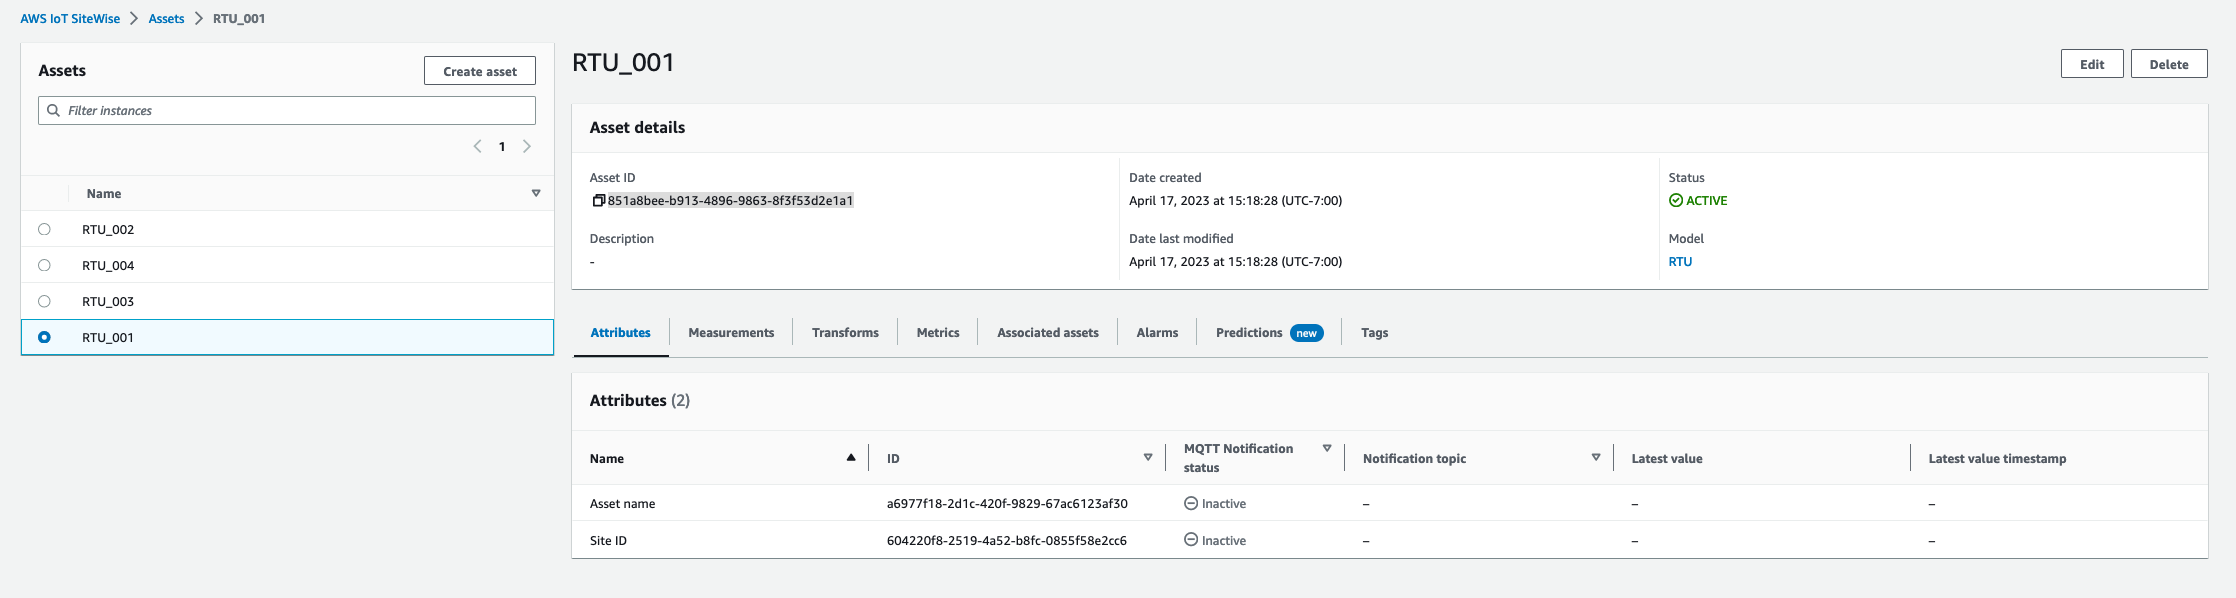 AWS IoT SiteWise > Assets > RTU_001
Assets
Create asset
Filter instances
1
Name
RTU_002
RTU_004
RTU_003
RTU_001
RTU_001
Edit
Delete
Asset details
Asset ID
851a8bee-b913-4896-9863-8f3f53d2e1a1
Description
-
Date created
April 17, 2023 at 15:18:28 (UTC-7:00)
Date last modified
April 17, 2023 at 15:18:28 (UTC-7:00)
Status
ACTIVE
Model
RTU
Attributes Measurements Transforms Metrics Associated assets Alarms Predictions new Tags
Attributes (2)
Name ID MQTT Notification status Notification topic Latest value Latest value timestamp
Asset name a6977f18-2d1c-420f-9829-67ac6123af30 Inactive – – –
Site ID 604220f8-2519-4a52-b8fc-0855f58e2cc6 Inactive – – –